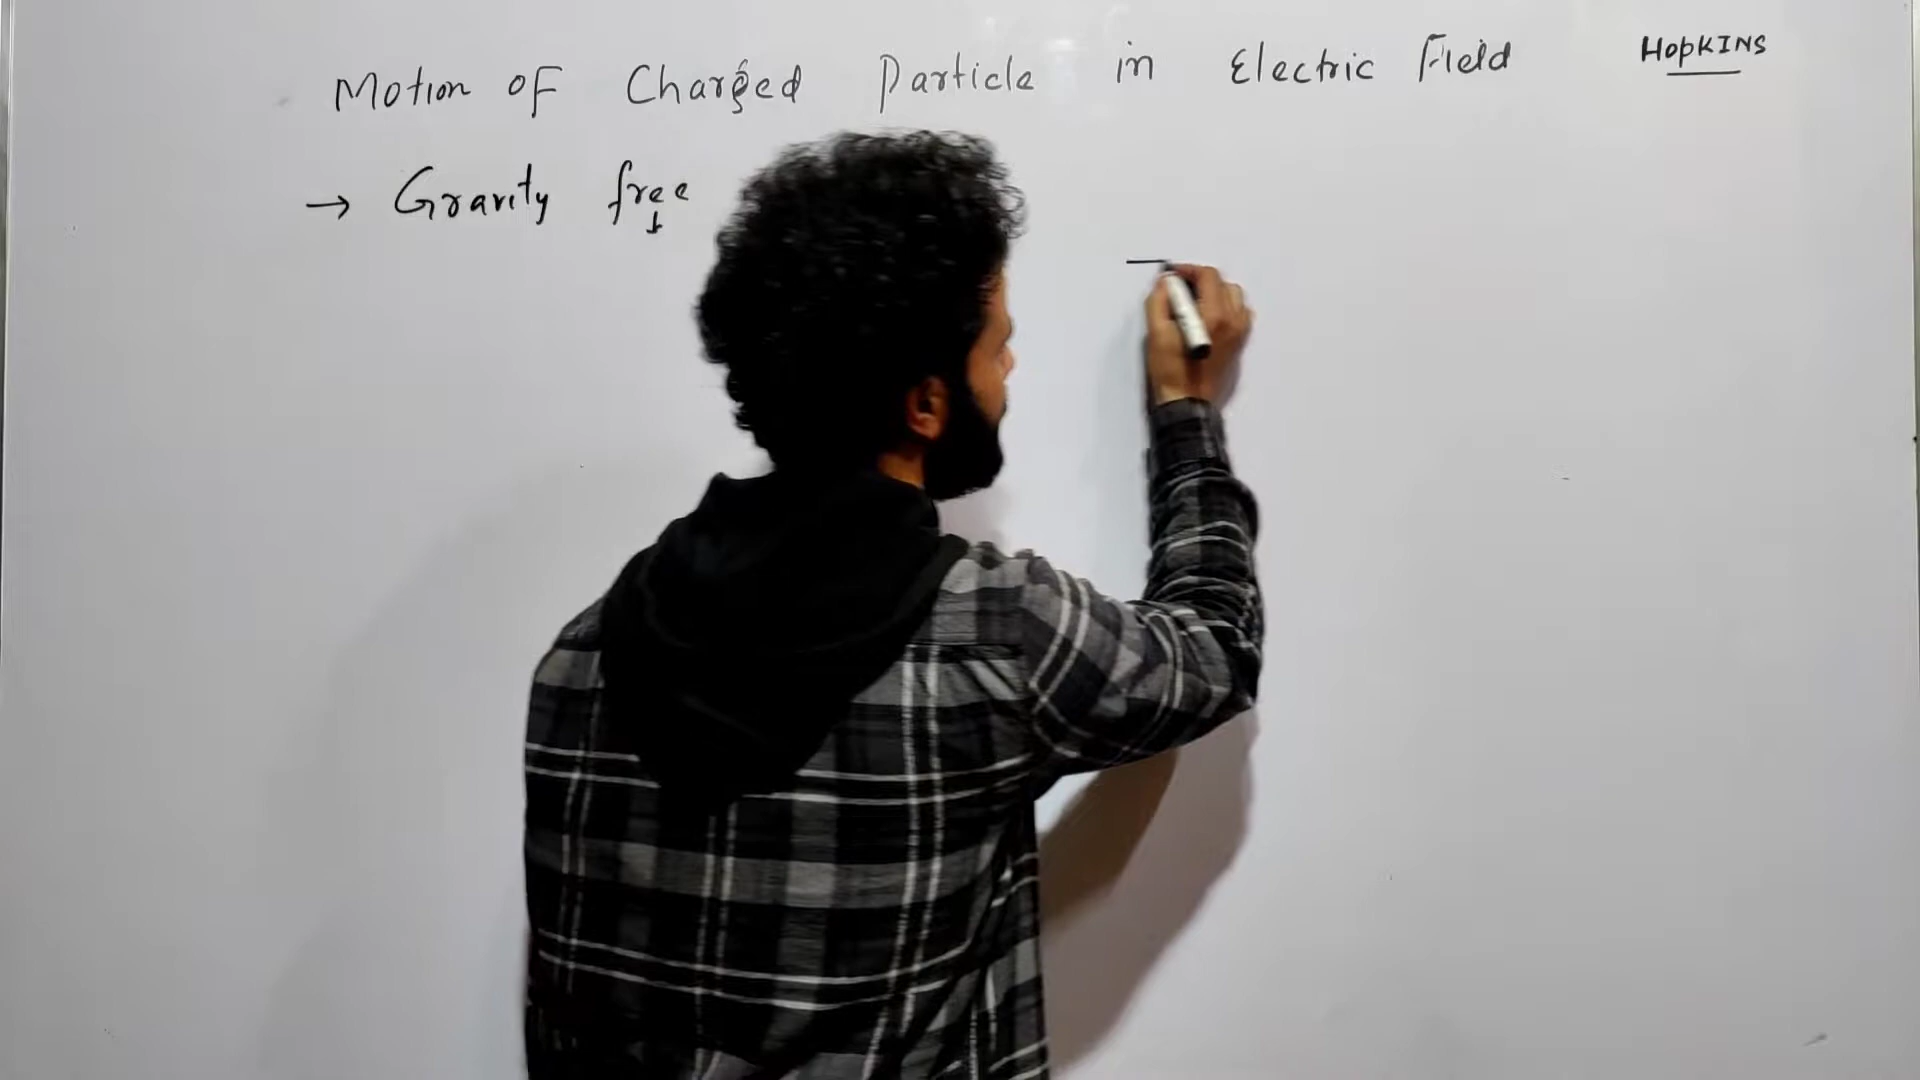 Motion of Charged Particle in Electric Field
HOPKINS
→ Gravity free